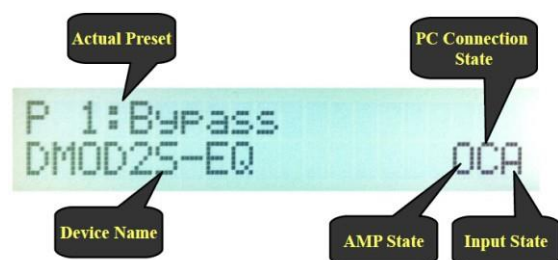 Actual Preset
PC Connection
State
P 1:Bypass
DMOD2S-EQ OCA
Device Name
AMP State
Input State